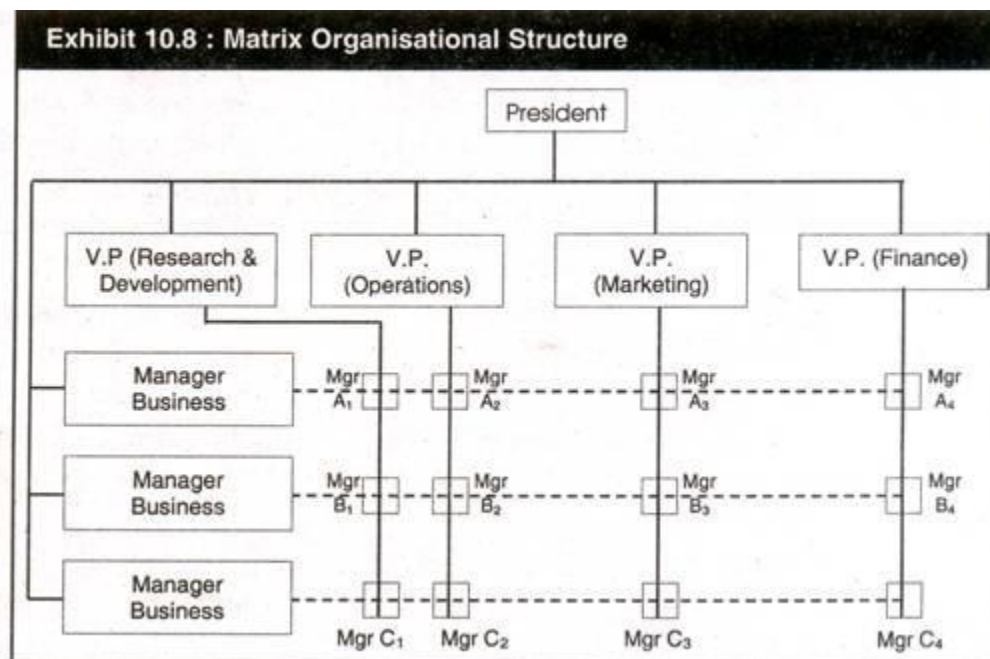 Exhibit 10.8 : Matrix Organisational Structure
President
V.P (Research &
Development)
V.P.
(Operations)
V.P.
(Marketing)
V.P. (Finance)
Manager
Business
Mgr
A₁
Mgr
A₂
Mgr
A₃
Mgr
A₄
Manager
Business
Mgr
B₁
Mgr
B₂
Mgr
B₃
Mgr
B₄
Manager
Business
Mgr C₁
Mgr C₂
Mgr C₃
Mgr C₄